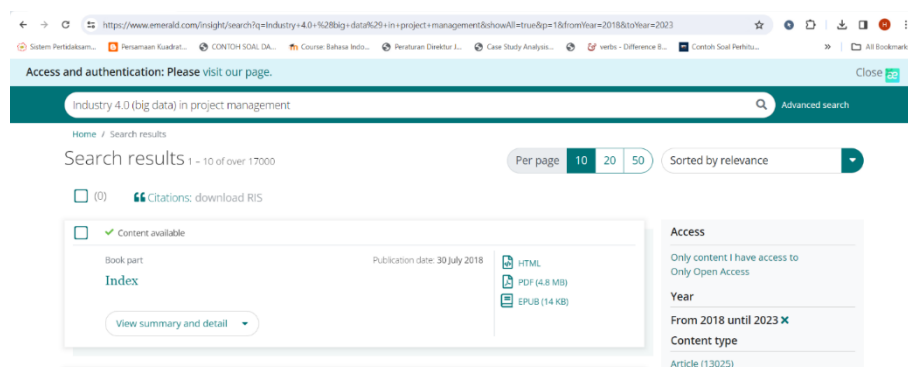 https://www.emerald.com/insight/search?q=Industry+4.0+%28big+data%29+in+project+management&showAll=true&p=1&fromYear=2018&toYear=2023
Sistem Pertidaksam... Persamaan Kuadrat... CONTOH SOAL DA... Course: Bahasa Indo... Peraturan Direktur J... Case Study Analysis... verbs - Difference B... Contoh Soal Perhitu... » All Bookmark
Access and authentication: Please visit our page. Close
Industry 4.0 (big data) in project management Advanced search
Home / Search results
Search results 1 – 10 of over 17000 Per page 10 20 50 Sorted by relevance
(0) Citations: download RIS
Content available Access
Book part Publication date: 30 July 2018 HTML Only content I have access to
Index PDF (4.8 MB) Only Open Access
EPUB (14 KB) Year
View summary and detail From 2018 until 2023
Content type
Article (13025)